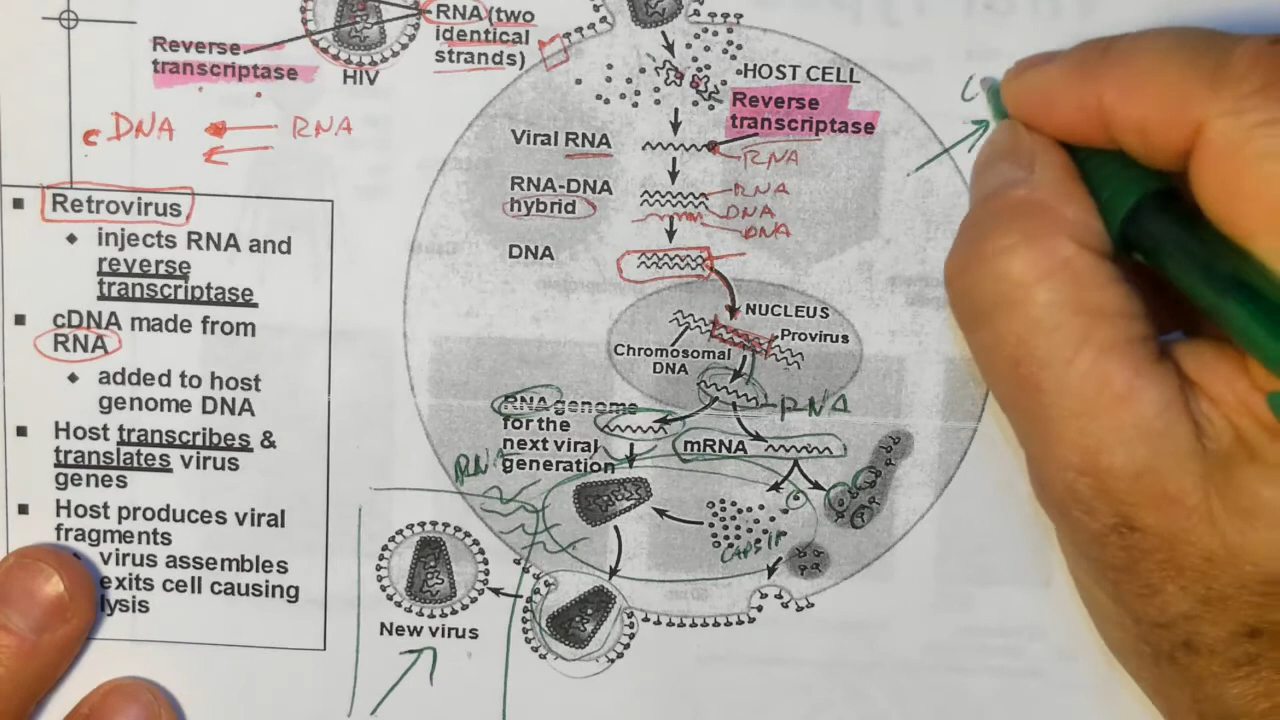 Reverse
transcriptase
HIV
RNA (two
identical
strands)
cDNA
RNA
Retrovirus
injects RNA and
reverse
transcriptase
cDNA made from
RNA
added to host
genome DNA
Host transcribes &
translates virus
genes
Host produces viral
fragments
virus assembles
exits cell causing
lysis
HOST CELL
Reverse
transcriptase
Viral RNA
RNA
RNA-DNA
hybrid
RNA
DNA
DNA
DNA
NUCLEUS
Provirus
Chromosomal
DNA
RNA
RNA genome
for the
next viral
generation
mRNA
RNA
New virus